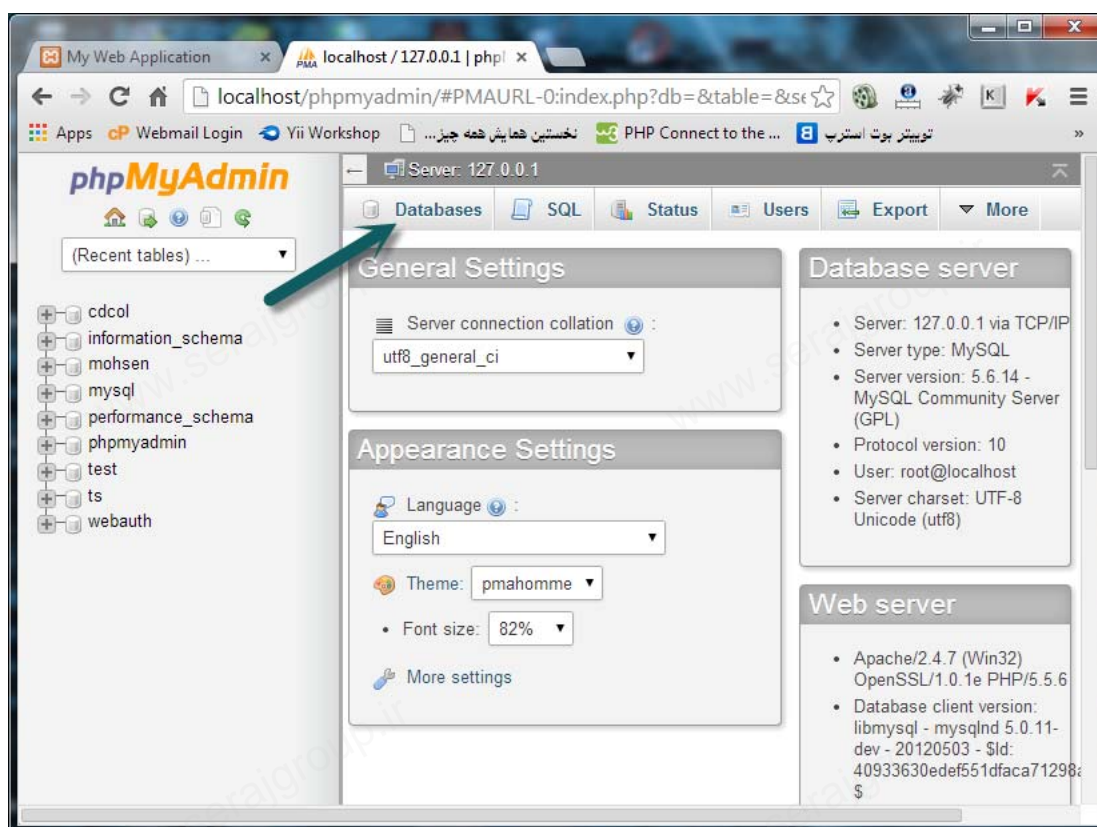 My Web Application
localhost / 127.0.0.1 | phpl
localhost/phpmyadmin/#PMAURL-0:index.php?db=&table=&se
Apps
Webmail Login
Yii Workshop
نخستین همایش همه چیز...
PHP Connect to the ...
توییتر بوت استرپ
»
phpMyAdmin
(Recent tables) ...
cdcol
information_schema
mohsen
mysql
performance_schema
phpmyadmin
test
ts
webauth
Server: 127.0.0.1
Databases
SQL
Status
Users
Export
More
General Settings
Server connection collation :
utf8_general_ci
Appearance Settings
Language :
English
Theme: pmahomme
• Font size: 82%
More settings
Database server
• Server: 127.0.0.1 via TCP/IP
• Server type: MySQL
• Server version: 5.6.14 -
MySQL Community Server
(GPL)
• Protocol version: 10
• User: root@localhost
• Server charset: UTF-8
Unicode (utf8)
Web server
• Apache/2.4.7 (Win32)
OpenSSL/1.0.1e PHP/5.5.6
• Database client version:
libmysql - mysqlnd 5.0.11-
dev - 20120503 - $Id:
40933630edef551dfaca71298a
$